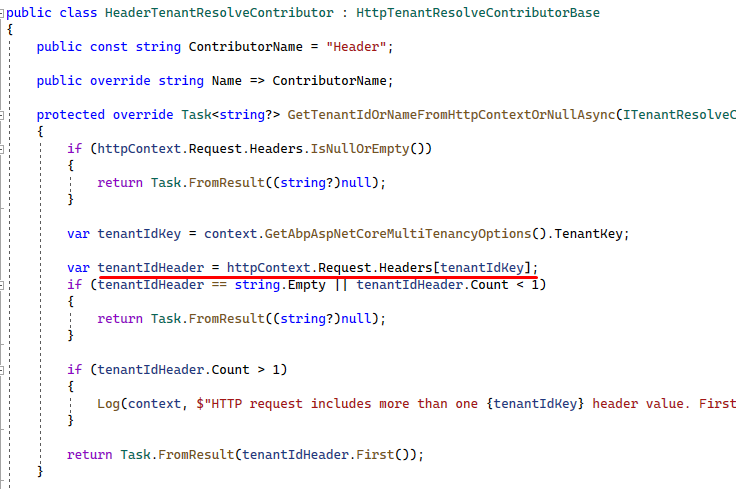 public class HeaderTenantResolveContributor : HttpTenantResolveContributorBase
{
    public const string ContributorName = "Header";

    public override string Name => ContributorName;

    protected override Task<string?> GetTenantIdOrNameFromHttpContextOrNullAsync(ITenantResolveC
    {
        if (httpContext.Request.Headers.IsNullOrEmpty())
        {
            return Task.FromResult((string?)null);
        }

        var tenantIdKey = context.GetAbpAspNetCoreMultiTenancyOptions().TenantKey;

        var tenantIdHeader = httpContext.Request.Headers[tenantIdKey];
        if (tenantIdHeader == string.Empty || tenantIdHeader.Count < 1)
        {
            return Task.FromResult((string?)null);
        }

        if (tenantIdHeader.Count > 1)
        {
            Log(context, $"HTTP request includes more than one {tenantIdKey} header value. First
        }

        return Task.FromResult(tenantIdHeader.First());
    }